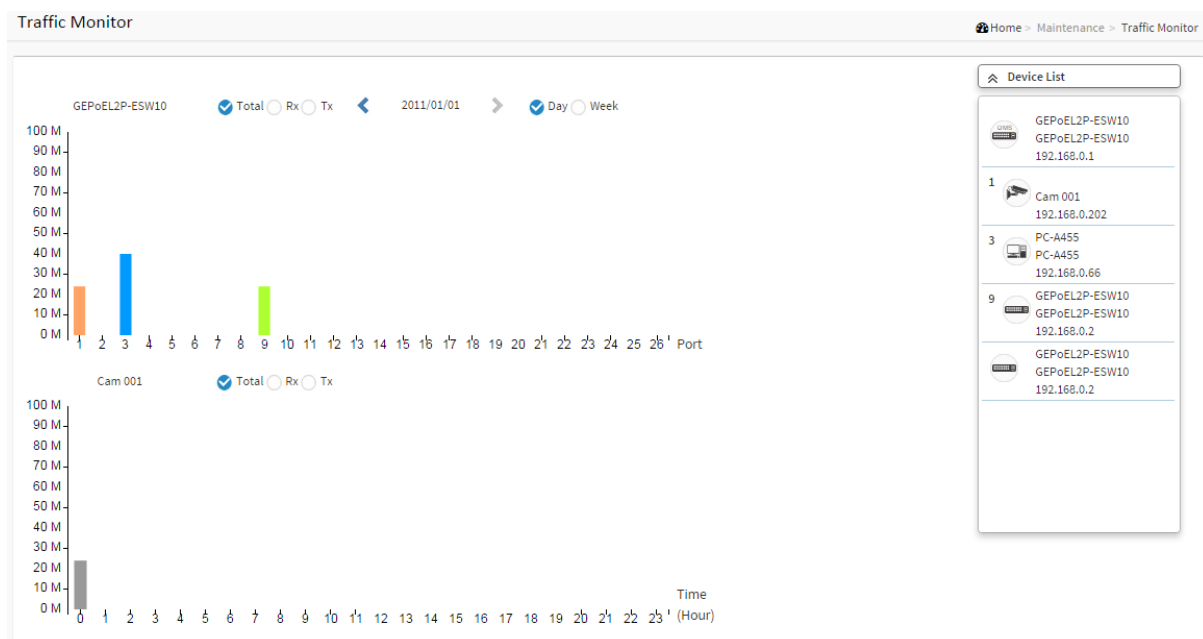 Traffic Monitor
Home > Maintenance > Traffic Monitor
Device List
GEPoEL2P-ESW10 Total Rx Tx 2011/01/01 Day Week
100 M
90 M
80 M
70 M
60 M
50 M
40 M
30 M
20 M
10 M
0 M
1 2 3 4 5 6 7 8 9 10 11 12 13 14 15 16 17 18 19 20 21 22 23 24 25 26 Port
Cam 001 Total Rx Tx
100 M
90 M
80 M
70 M
60 M
50 M
40 M
30 M
20 M
10 M
0 M
0 1 2 3 4 5 6 7 8 9 10 11 12 13 14 15 16 17 18 19 20 21 22 23
Time
(Hour)
DMS
GEPoEL2P-ESW10
GEPoEL2P-ESW10
192.168.0.1
1
Cam 001
192.168.0.202
3
PC-A455
PC-A455
192.168.0.66
9
GEPoEL2P-ESW10
GEPoEL2P-ESW10
192.168.0.2
GEPoEL2P-ESW10
GEPoEL2P-ESW10
192.168.0.2